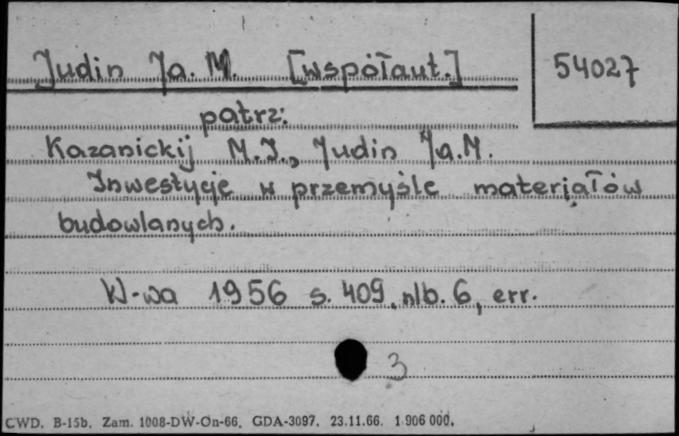 Judin Ja. M. [współaut.]
54027
patrz:
Kazanickij M.I., Judin Ja.M.
Inwestycje w przemyśle materiałów
budowlanych.
W-wa 1956 s. 409, nlb. 6, err.
3
CWD. B-15b. Zam. 1008-DW-On-66. GDA-3097. 23.11.66. 1 906 000.